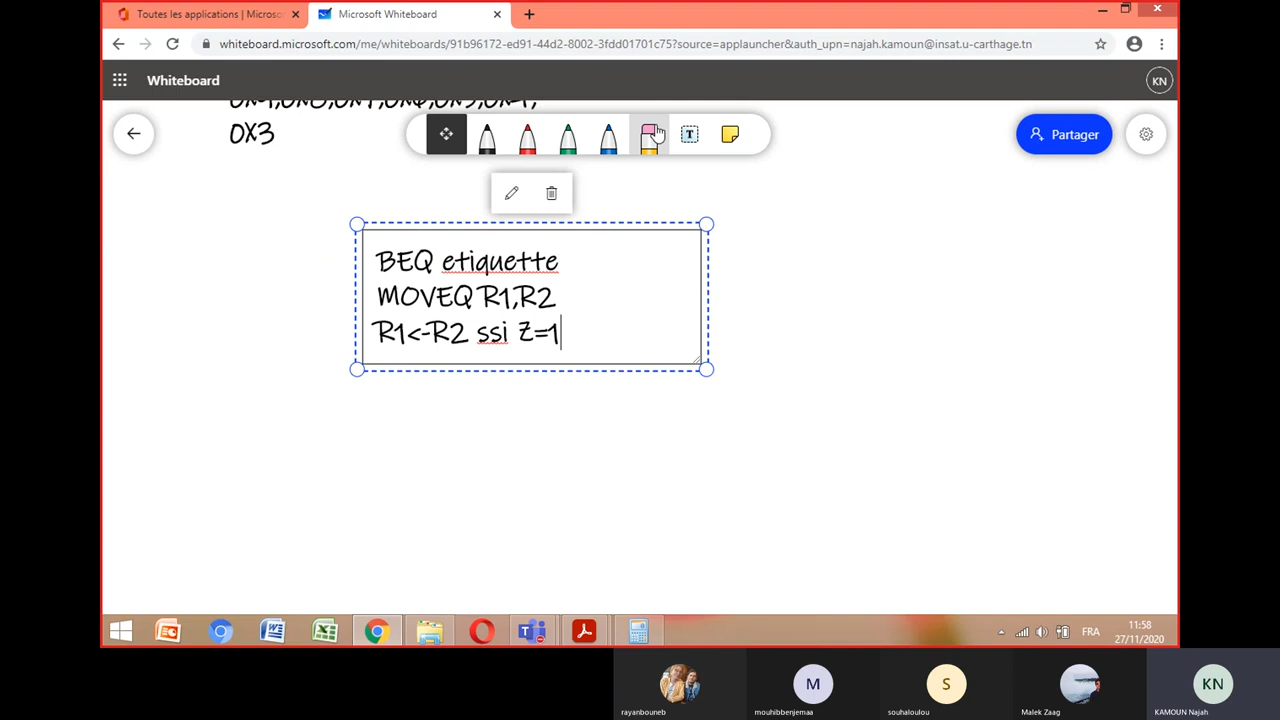 Toutes les applications | Microso
Microsoft Whiteboard
whiteboard.microsoft.com/me/whiteboards/91b96172-ed91-44d2-8002-3fdd01701c75?source=applauncher&auth_upn=najah.kamoun@insat.u-carthage.tn
Whiteboard
KN
0X3
Partager
BEQ etiquette
MOVEQ R1,R2
R1<-R2 ssi Z=1
FRA
11:58
27/11/2020
M
S
KN
rayanbouneb
mouhibbenjemaa
souhaloulou
Malek Zaag
KAMOUN Najah